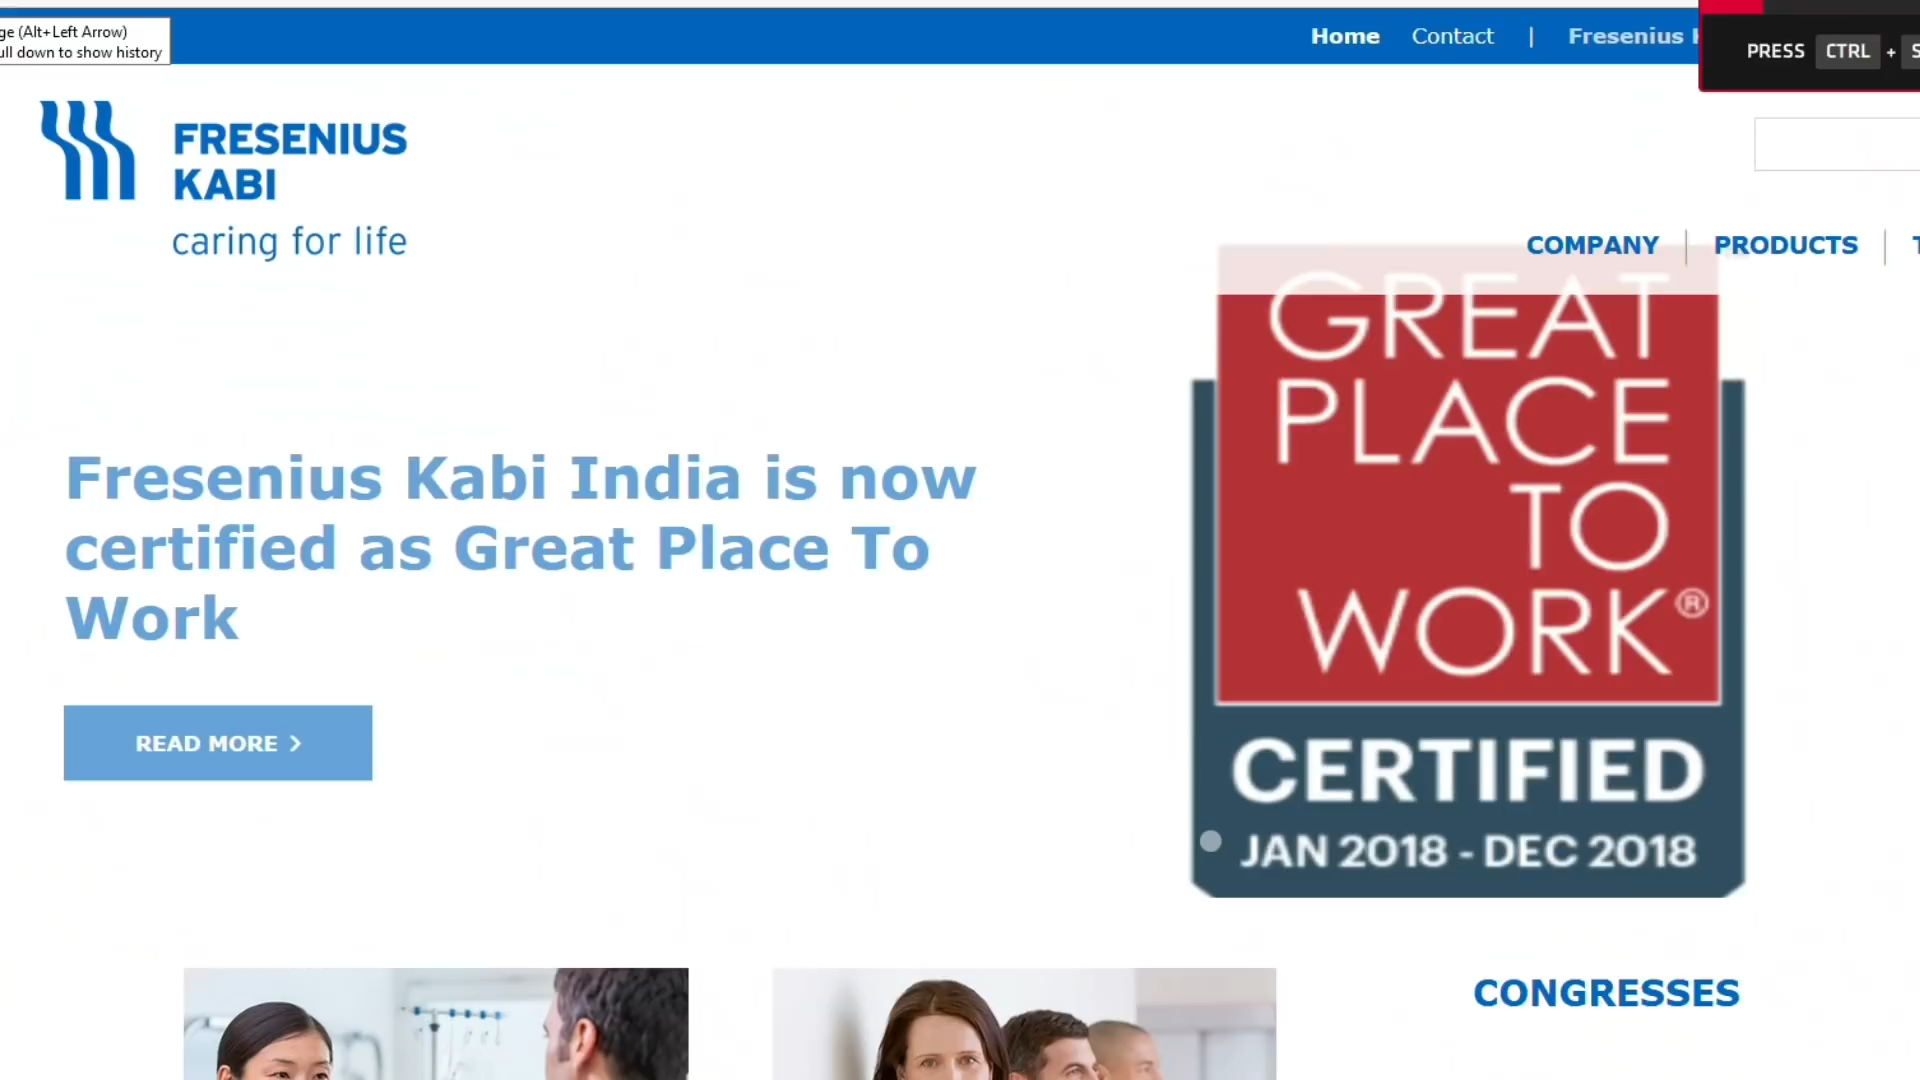 ge (Alt+Left Arrow)
ull down to show history
Home Contact | Fresenius
PRESS CTRL + S
FRESENIUS
KABI
caring for life
COMPANY PRODUCTS
GREAT
PLACE
TO
WORK®
CERTIFIED
JAN 2018 - DEC 2018
Fresenius Kabi India is now
certified as Great Place To
Work
READ MORE >
CONGRESSES